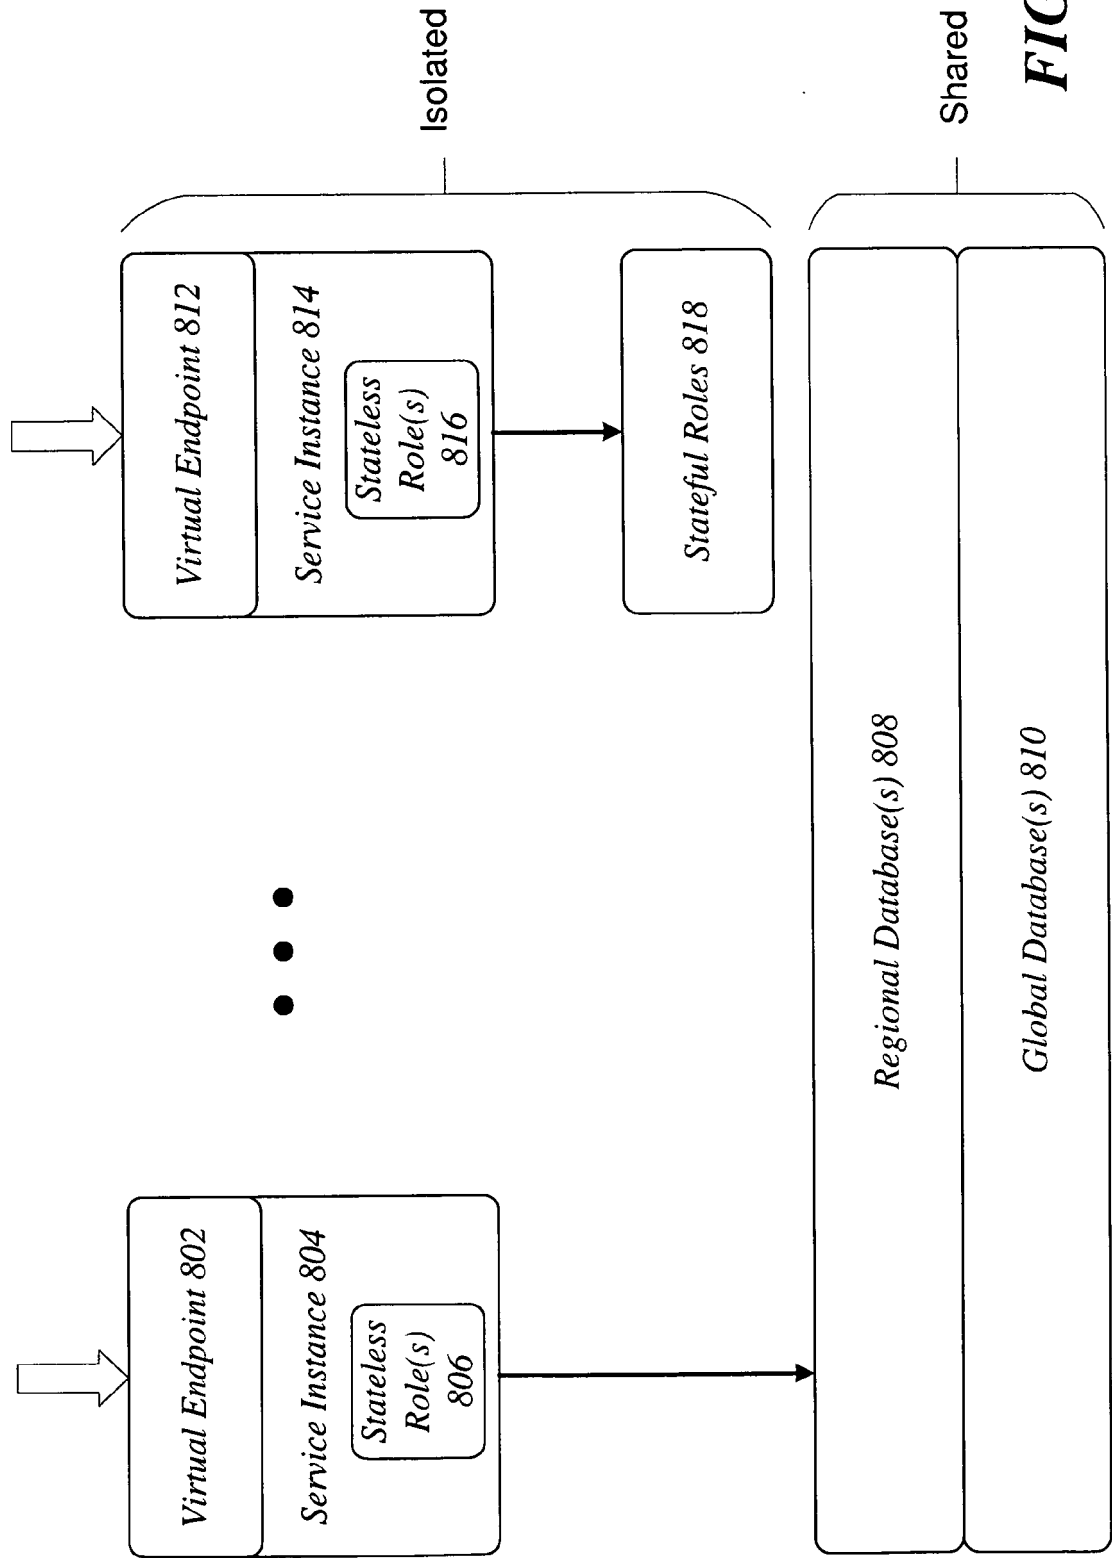 Virtual Endpoint 802
Service Instance 804
Stateless
Role(s)
806
Virtual Endpoint 812
Service Instance 814
Stateless
Role(s)
816
Stateful Roles 818
Isolated
Regional Database(s) 808
Global Database(s) 810
Shared